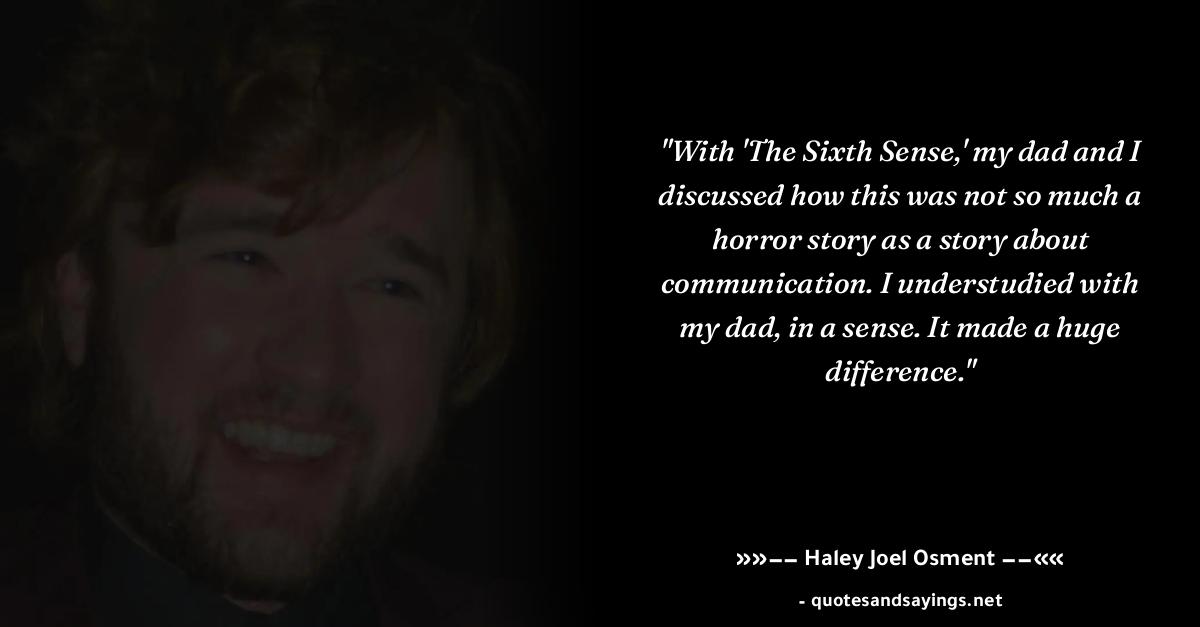 "With 'The Sixth Sense,' my dad and I
discussed how this was not so much a
horror story as a story about
communication. I understudied with
my dad, in a sense. It made a huge
difference."
»»–– Haley Joel Osment ––««
- quotesandsayings.net